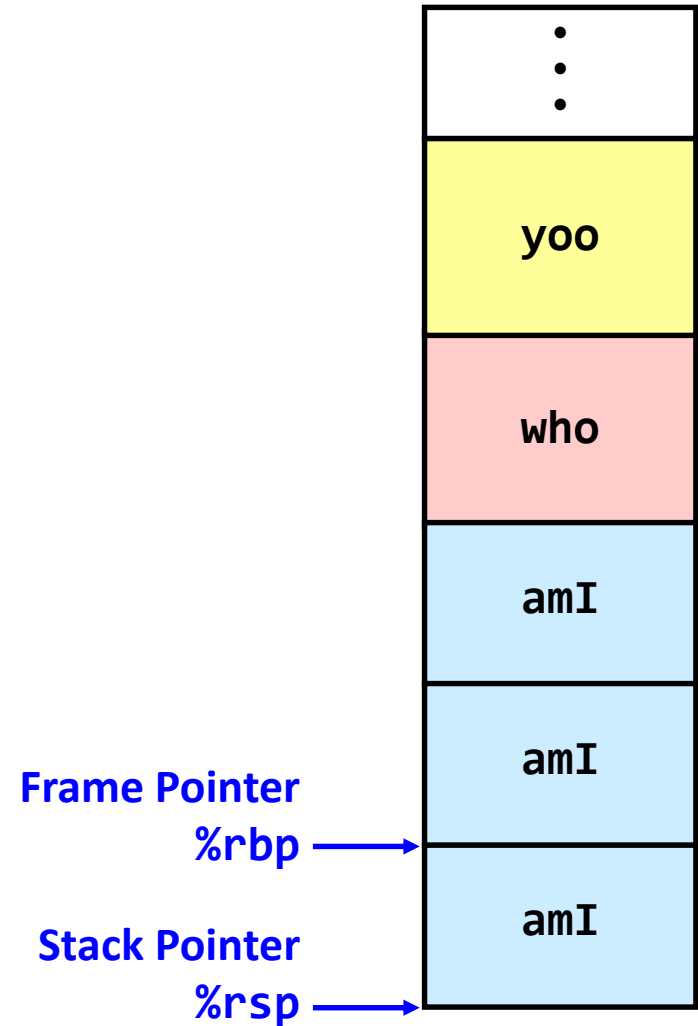 yoo
who
amI
amI
Frame Pointer
%rbp
amI
Stack Pointer
%rsp